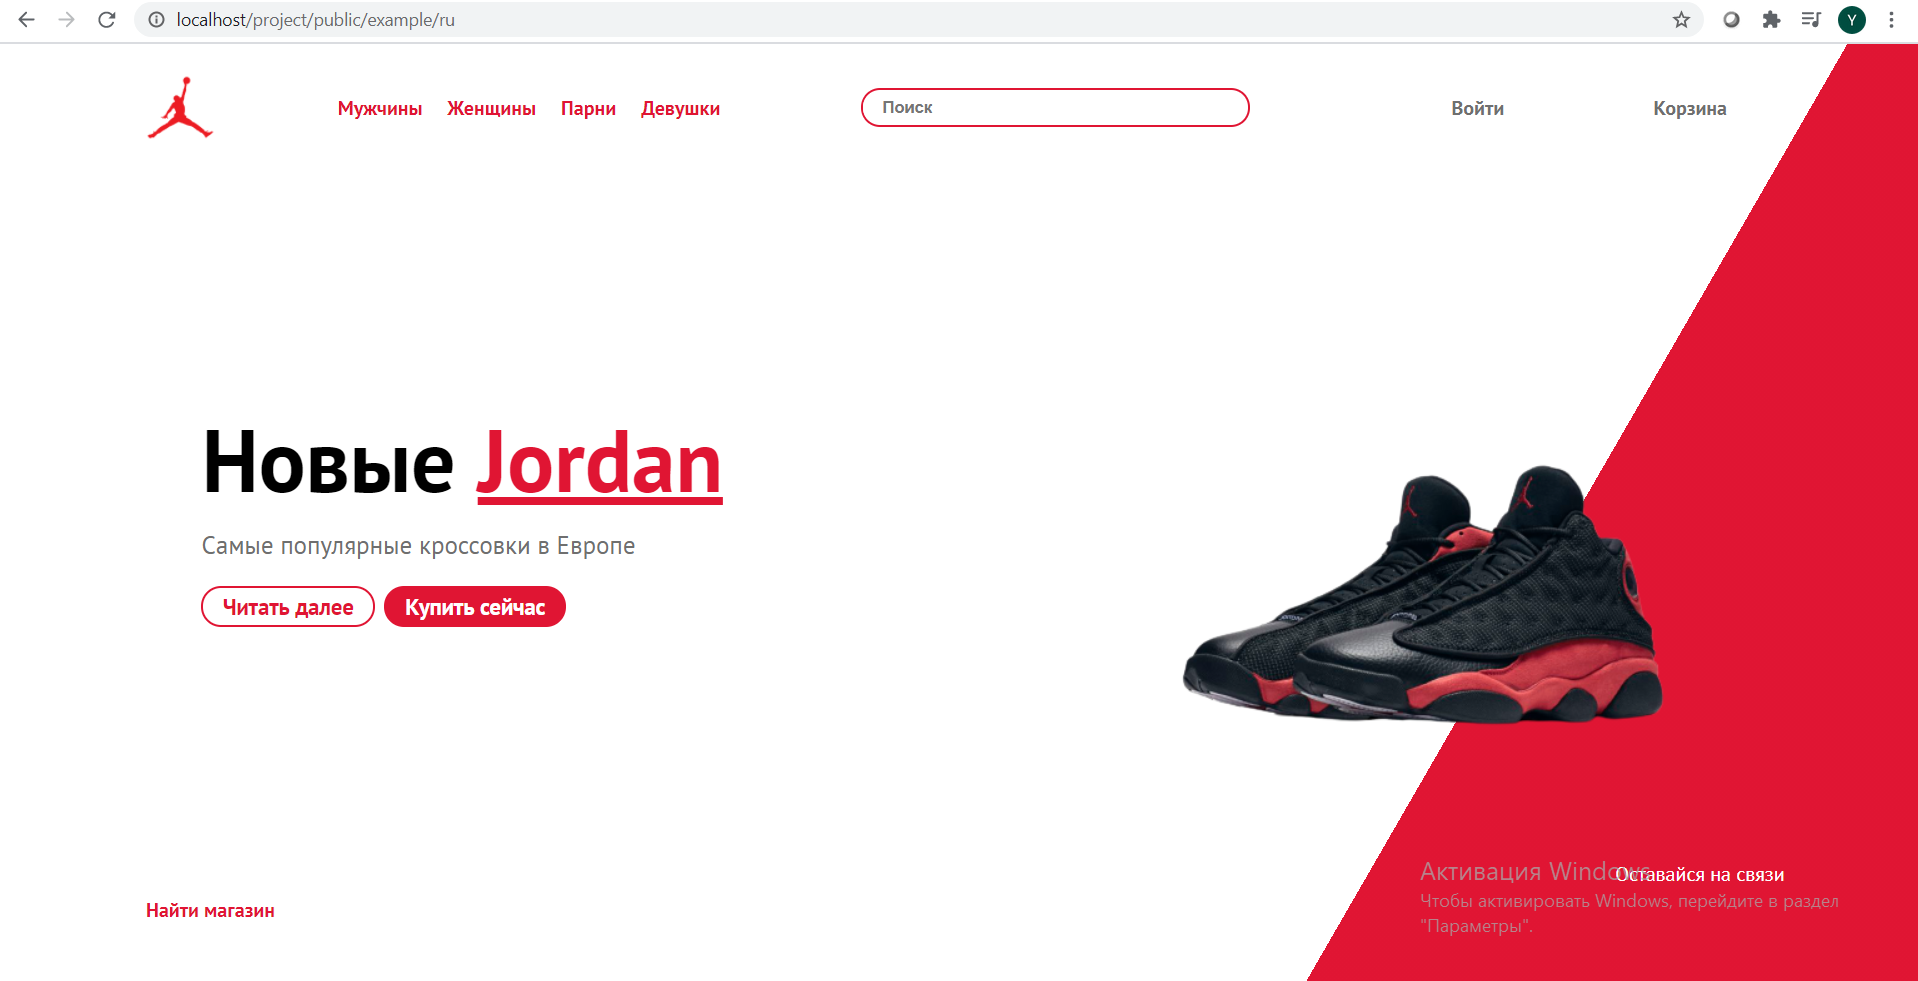 localhost/project/public/example/ru
Y
Мужчины Женщины Парни Девушки
Поиск
Войти
Корзина
Новые Jordan
Самые популярные кроссовки в Европе
Читать далее
Купить сейчас
Найти магазин
Активация Windows
Оставайся на связи
Чтобы активировать Windows, перейдите в раздел
"Параметры".